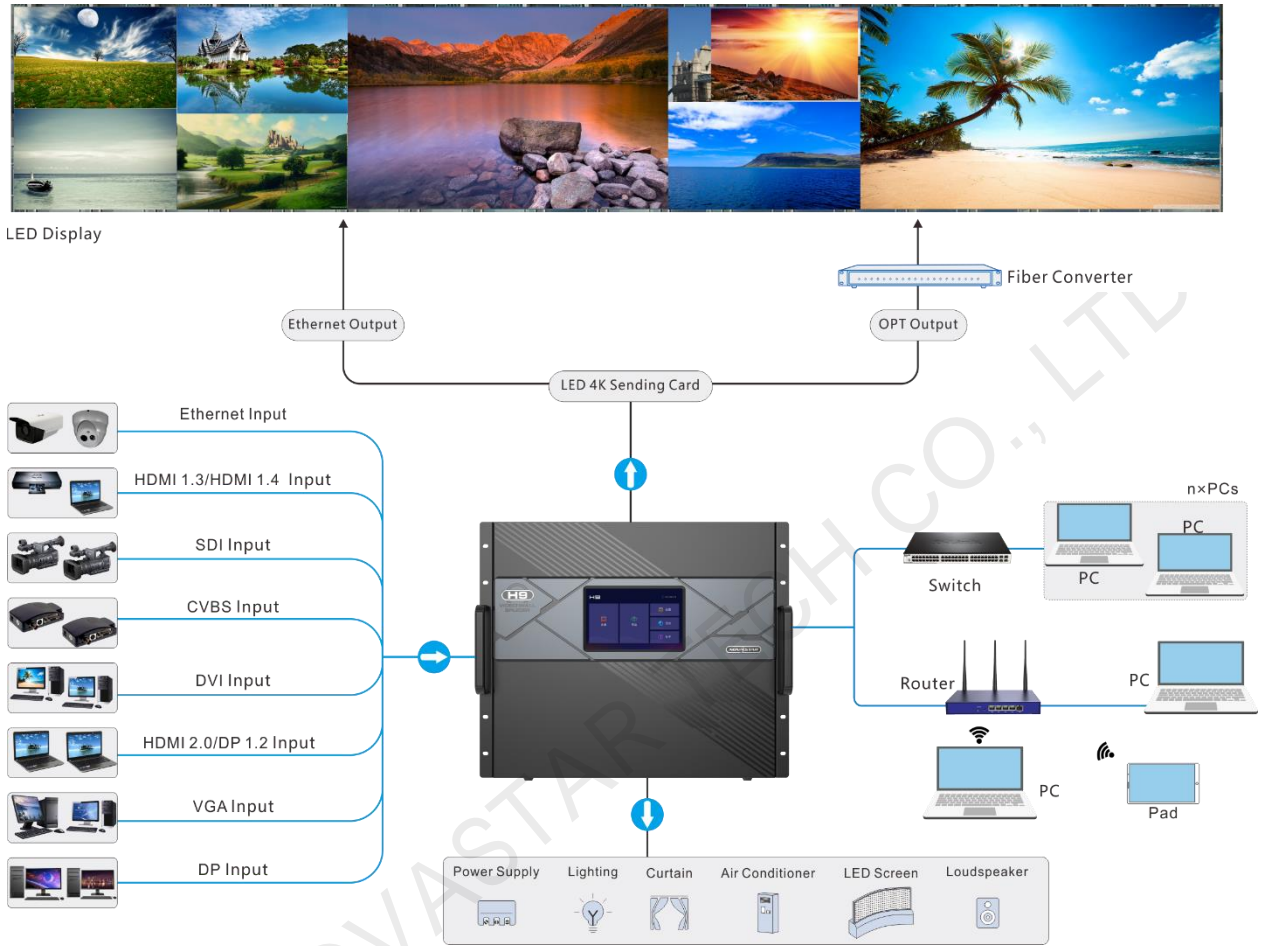 LED Display
Fiber Converter
Ethernet Output
OPT Output
LED 4K Sending Card
Ethernet Input
HDMI 1.3/HDMI 1.4 Input
SDI Input
CVBS Input
DVI Input
HDMI 2.0/DP 1.2 Input
VGA Input
DP Input
H9
H9
n×PCs
PC
PC
Switch
Router
PC
PC
Pad
Power Supply
Lighting
Curtain
Air Conditioner
LED Screen
Loudspeaker
OVASTAR TECH CO., LTD